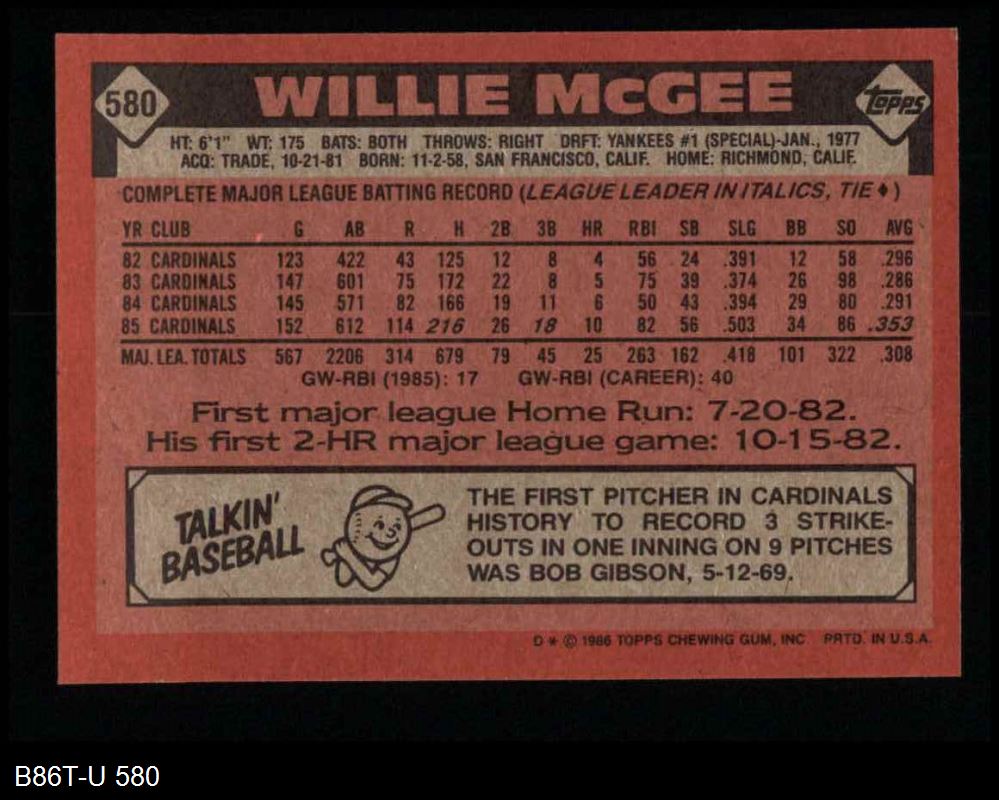 580 WILLIE McGEE Topps
HT: 6'1" WT: 175 BATS: BOTH THROWS: RIGHT DRFT: YANKEES #1 (SPECIAL)-JAN., 1977
ACQ: TRADE, 10-21-81 BORN: 11-2-58, SAN FRANCISCO, CALIF. HOME: RICHMOND, CALIF.
COMPLETE MAJOR LEAGUE BATTING RECORD (LEAGUE LEADER IN ITALICS, TIE ♦)
YR CLUB G AB R H 2B 3B HR RBI SB SLG BB SO AVG
82 CARDINALS 123 422 43 125 12 8 4 56 24 .391 12 58 .296
83 CARDINALS 147 601 75 172 22 8 5 75 39 .374 26 98 .286
84 CARDINALS 145 571 82 166 19 11 6 50 43 .394 29 80 .291
85 CARDINALS 152 612 114 216 26 18 10 82 56 .503 34 86 .353
MAJ. LEA. TOTALS 567 2206 314 679 79 45 25 263 162 .418 101 322 .308
GW-RBI (1985): 17 GW-RBI (CAREER): 40
First major league Home Run: 7-20-82.
His first 2-HR major league game: 10-15-82.
TALKIN'
BASEBALL
THE FIRST PITCHER IN CARDINALS
HISTORY TO RECORD 3 STRIKE-
OUTS IN ONE INNING ON 9 PITCHES
WAS BOB GIBSON, 5-12-69.
D * © 1986 TOPPS CHEWING GUM, INC. PRTD. IN U.S.A.
B86T-U 580